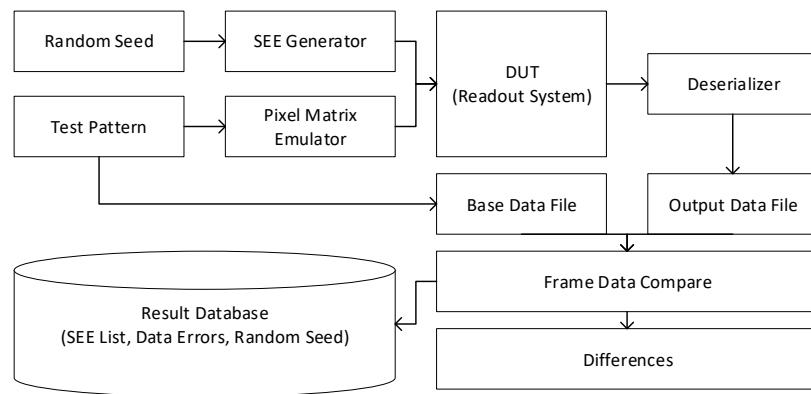 Random Seed
SEE Generator
DUT
(Readout System)
Deserializer
Test Pattern
Pixel Matrix
Emulator
Base Data File
Output Data File
Result Database
(SEE List, Data Errors, Random Seed)
Frame Data Compare
Differences